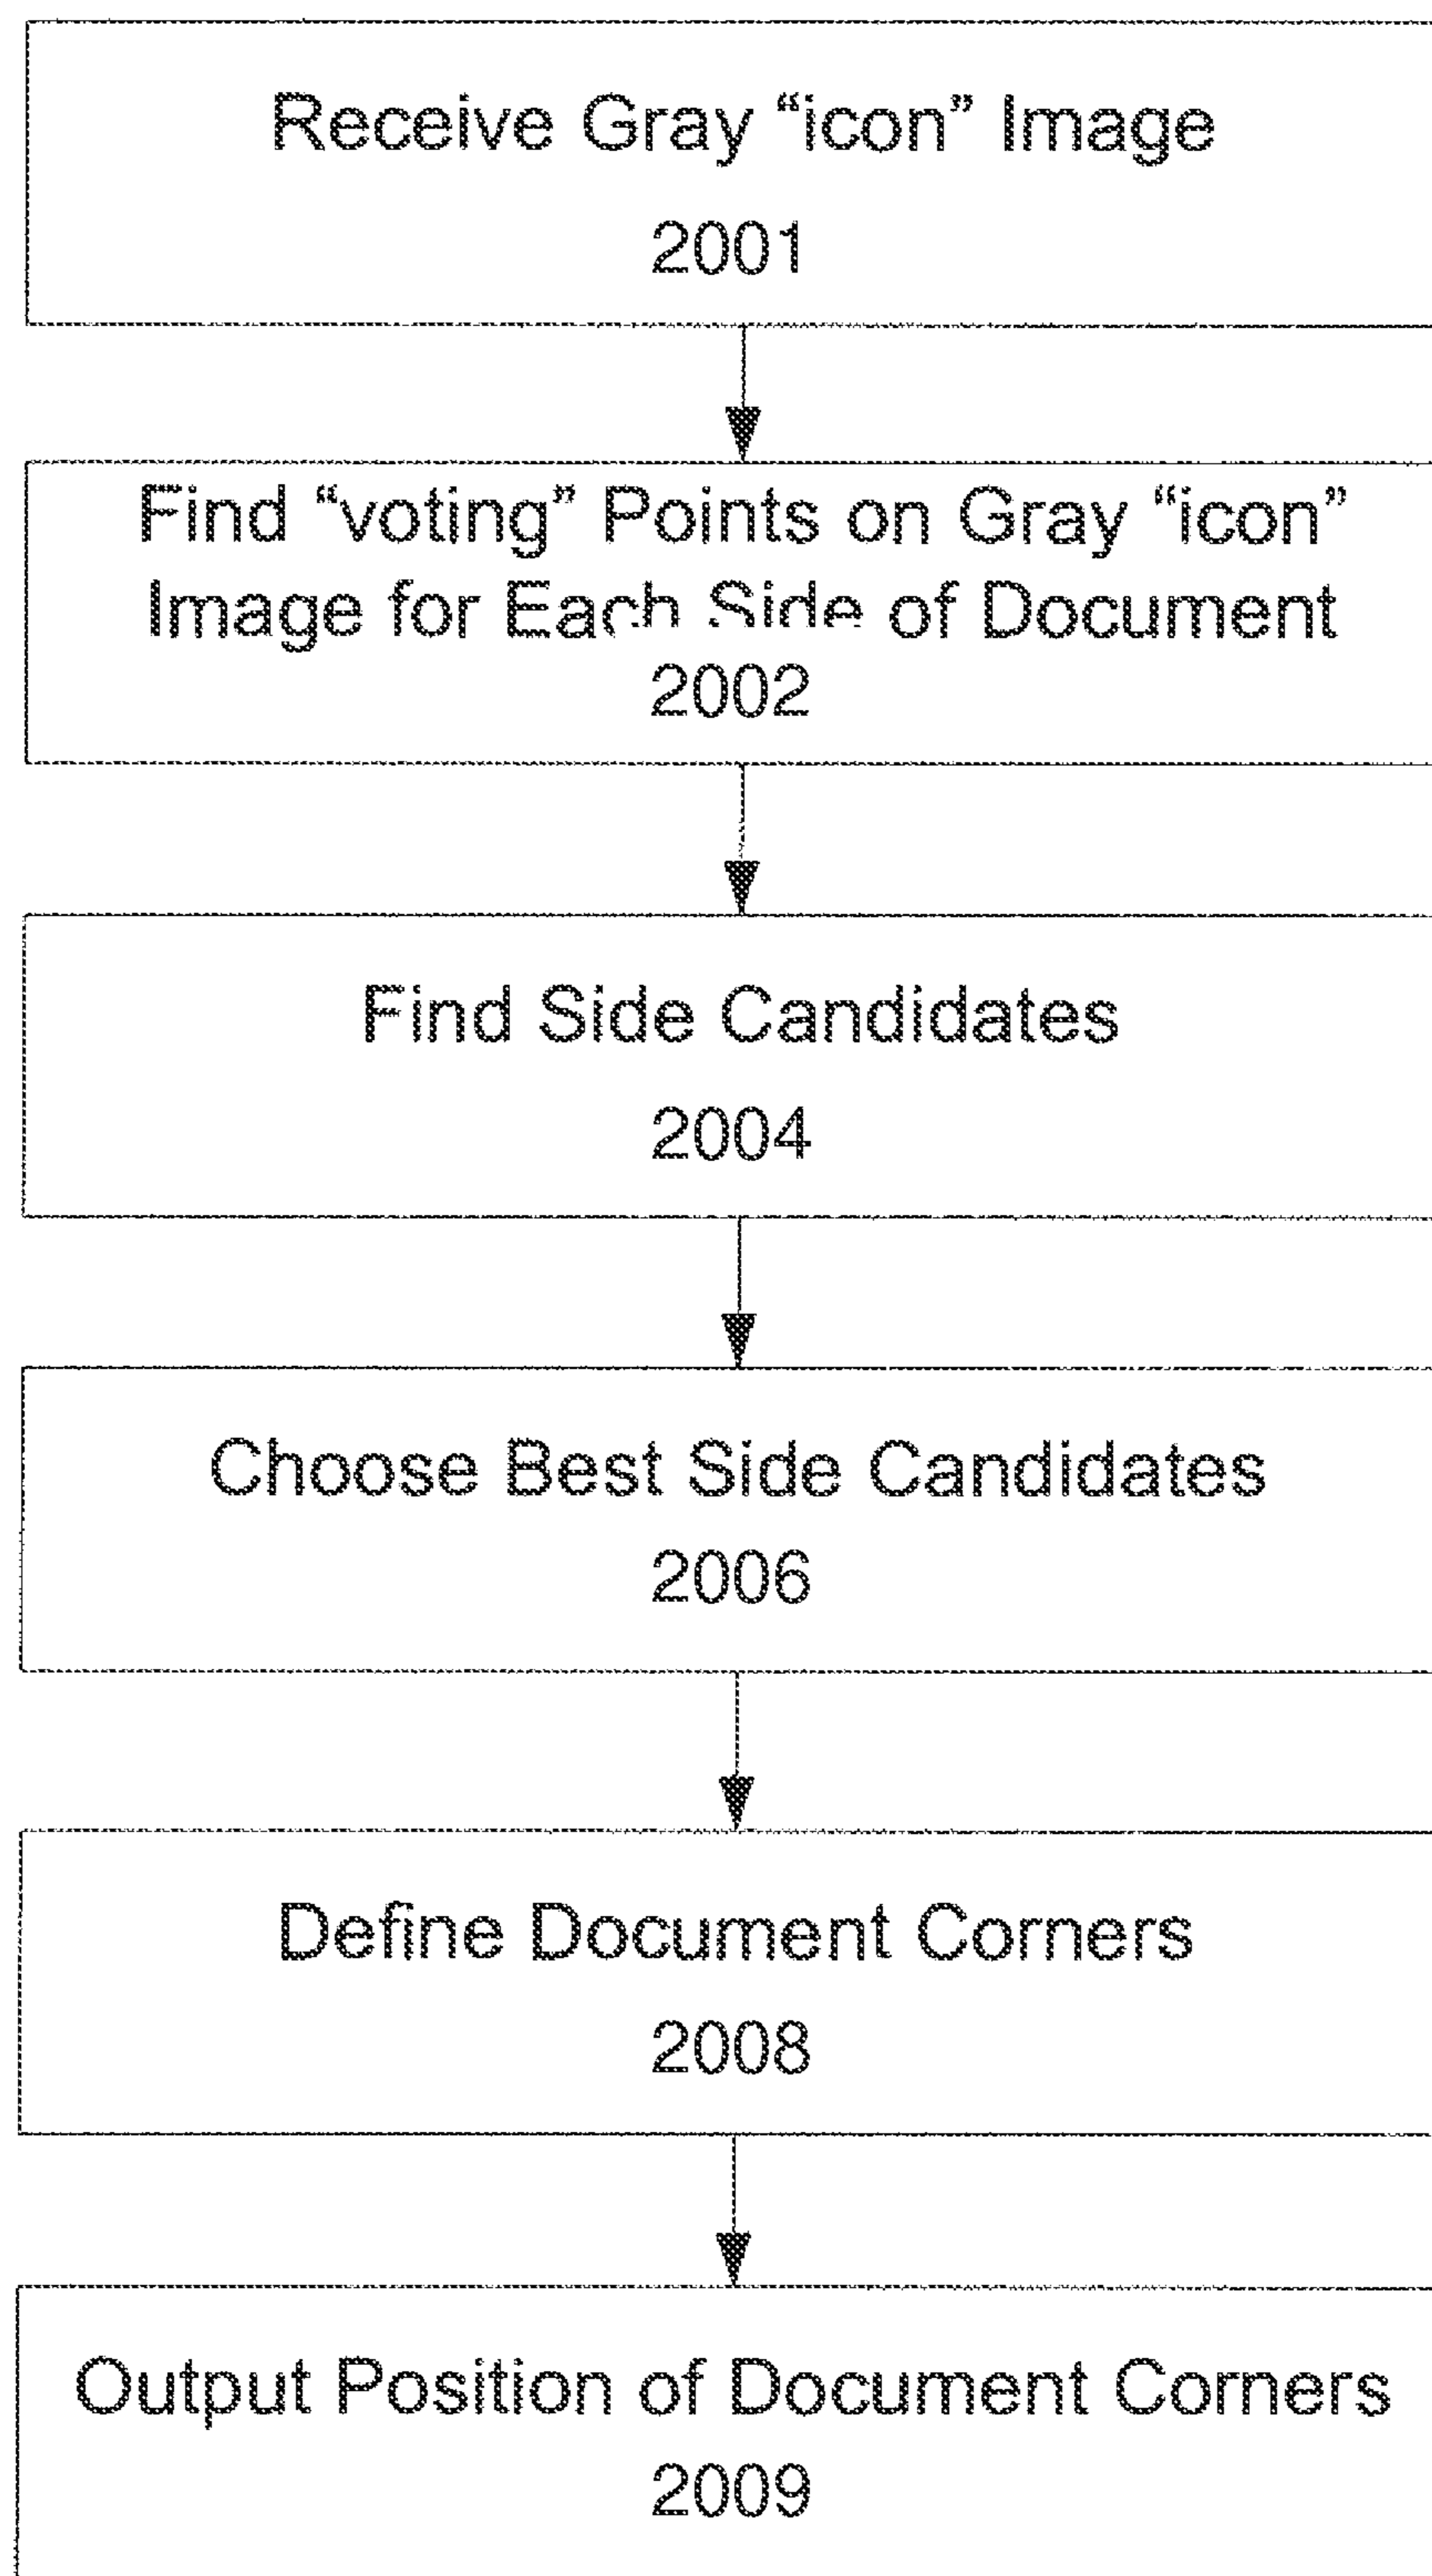 Receive Gray “icon” Image
2001
Find “voting” Points on Gray “icon”
Image for Each Side of Document
2002
Find Side Candidates
2004
Choose Best Side Candidates
2006
Define Document Corners
2008
Output Position of Document Corners
2009